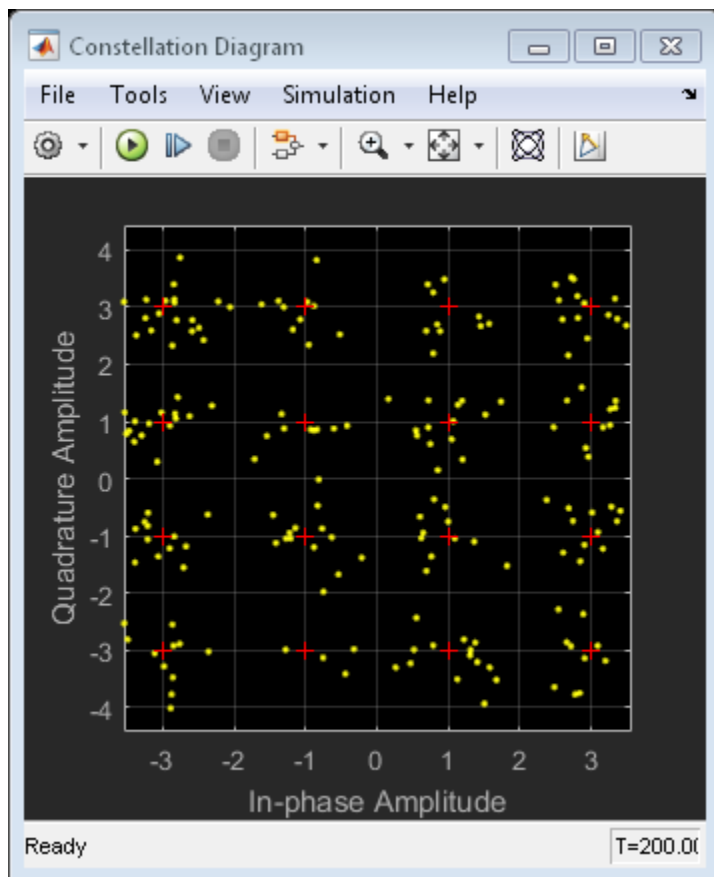 Constellation Diagram
File Tools View Simulation Help
4
3
2
1
0
-1
-2
-3
-4
Quadrature Amplitude
-3 -2 -1 0 1 2 3
In-phase Amplitude
Ready T=200.00